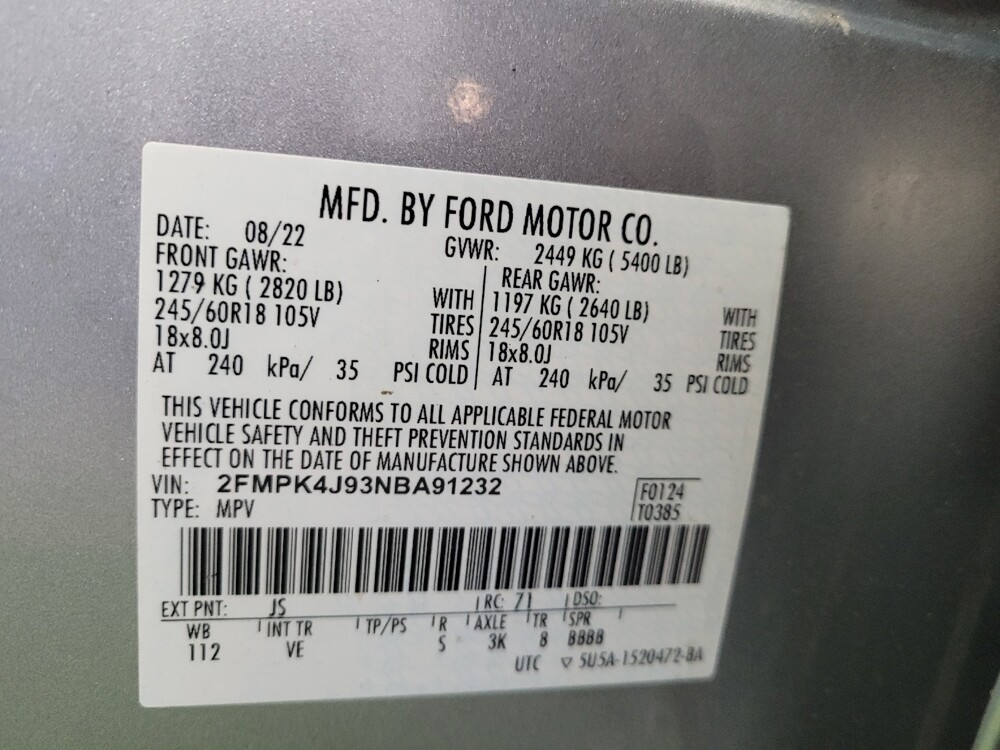 MFD. BY FORD MOTOR CO.
DATE: 08/22 GVWR: 2449 KG ( 5400 LB)
FRONT GAWR: REAR GAWR:
1279 KG ( 2820 LB) WITH 1197 KG ( 2640 LB) WITH
245/60R18 105V TIRES 245/60R18 105V TIRES
18x8.0J RIMS 18x8.0J RIMS
AT 240 kPa/ 35 PSI COLD AT 240 kPa/ 35 PSI COLD
THIS VEHICLE CONFORMS TO ALL APPLICABLE FEDERAL MOTOR
VEHICLE SAFETY AND THEFT PREVENTION STANDARDS IN
EFFECT ON THE DATE OF MANUFACTURE SHOWN ABOVE.
VIN: 2FMPK4J93NBA91232 F0124
TYPE: MPV T0385
EXT PNT: JS RC: 71 DSO:
WB INT TR TP/PS R AXLE TR SPR
112 VE S 3K 8 BBBB
UTC ▽ 5U5A-1520472-BA